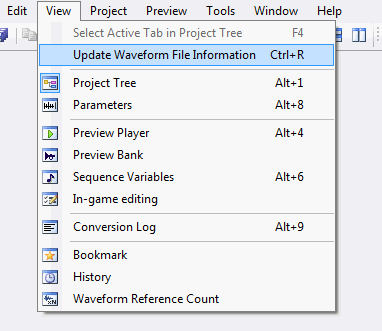 Edit View Project Preview Tools Window Help
Select Active Tab in Project Tree F4
Update Waveform File Information Ctrl+R
Project Tree Alt+1
Parameters Alt+8
Preview Player Alt+4
Preview Bank
Sequence Variables Alt+6
In-game editing
Conversion Log Alt+9
Bookmark
History
Waveform Reference Count